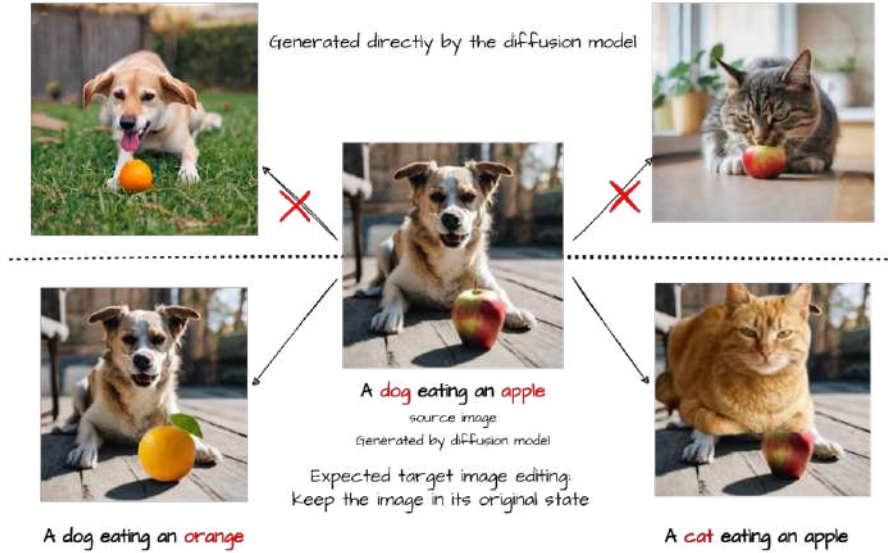 Generated directly by the diffusion model
A dog eating an apple
source image
Generated by diffusion model
Expected target image editing:
keep the image in its original state
A dog eating an orange
A cat eating an apple